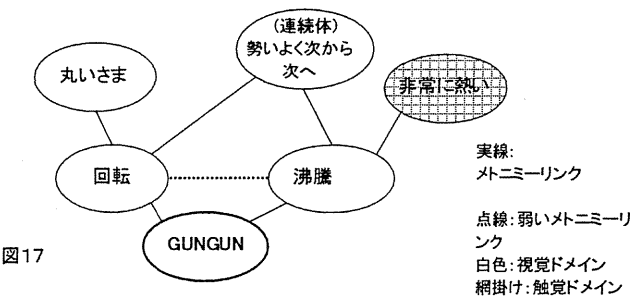 (連続体)
勢いよく次から
次へ
丸いさま
非常に熱い
実線:
メトニミーリンク
回転
沸騰
点線:弱いメトニミーリ
ンク
GUNGUN
白色:視覚ドメイン
図17
網掛け:触覚ドメイン